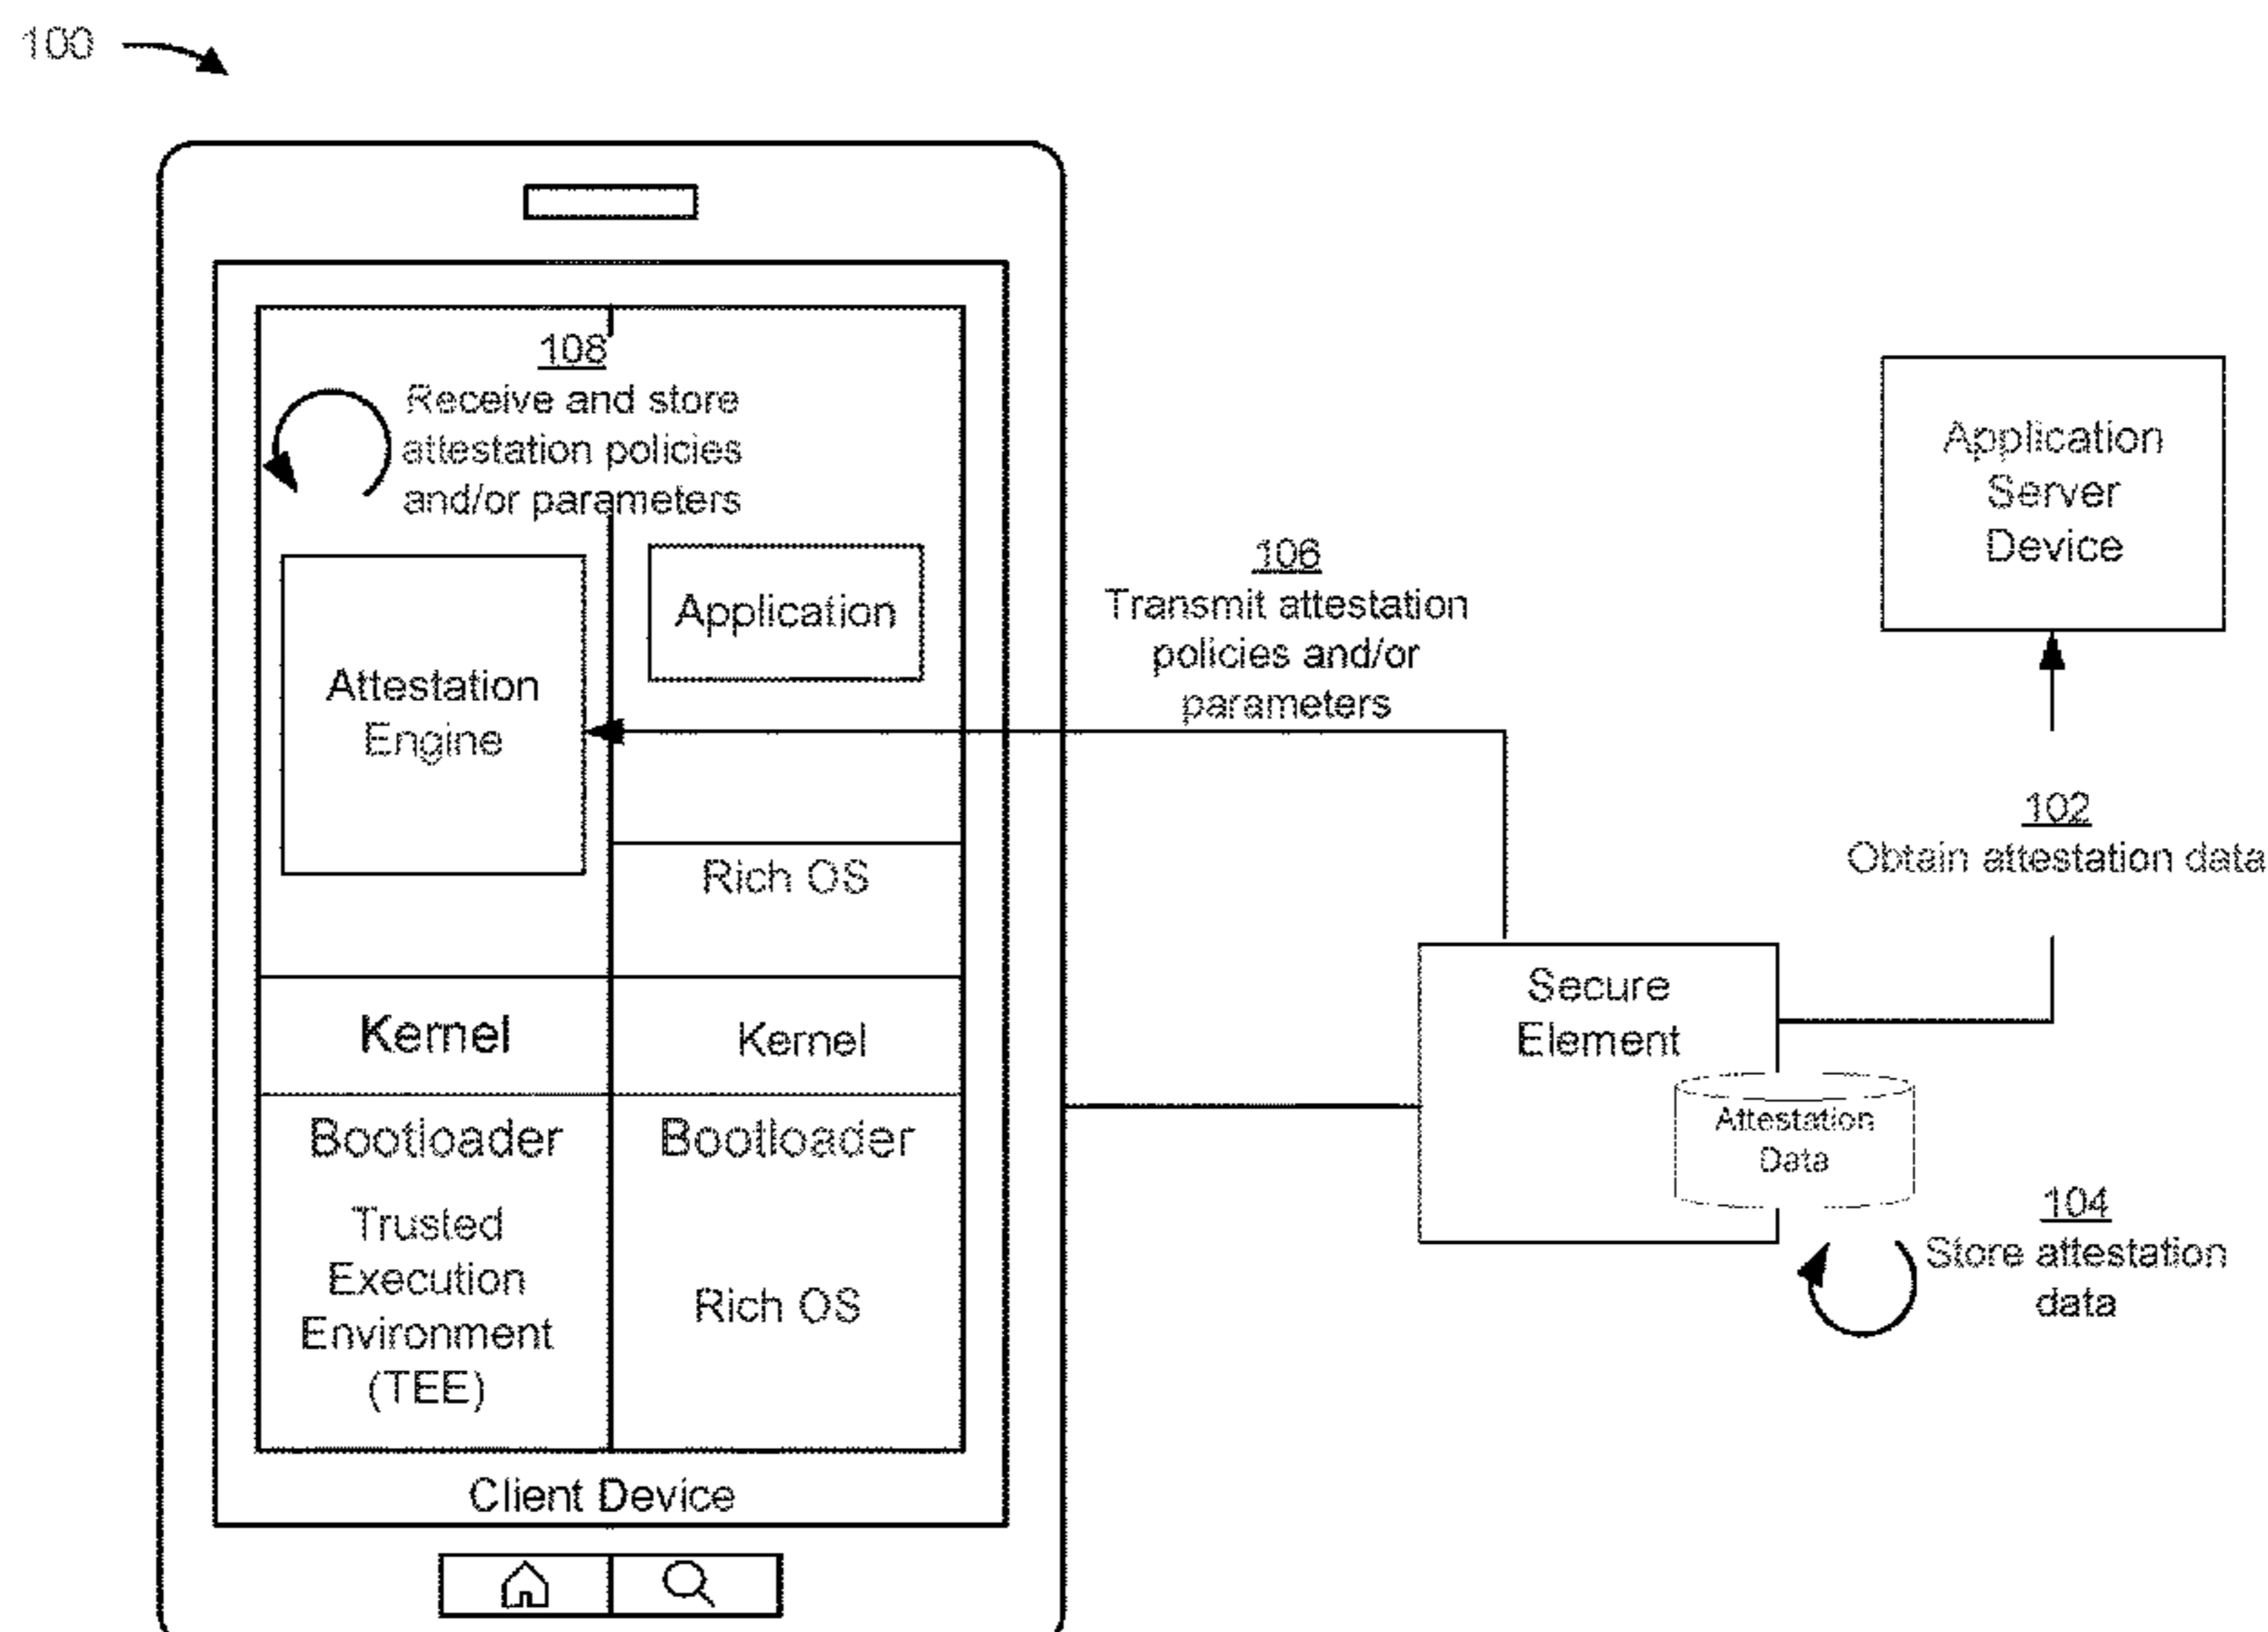 100
108
Receive and store
attestation policies
and/or parameters
Attestation
Engine
Application
Rich OS
Kernel
Kernel
Bootloader
Bootloader
Trusted
Execution
Environment
(TEE)
Rich OS
Client Device
106
Transmit attestation
policies and/or
parameters
Application
Server
Device
102
Obtain attestation data
Secure
Element
Attestation
Data
104
Store attestation
data